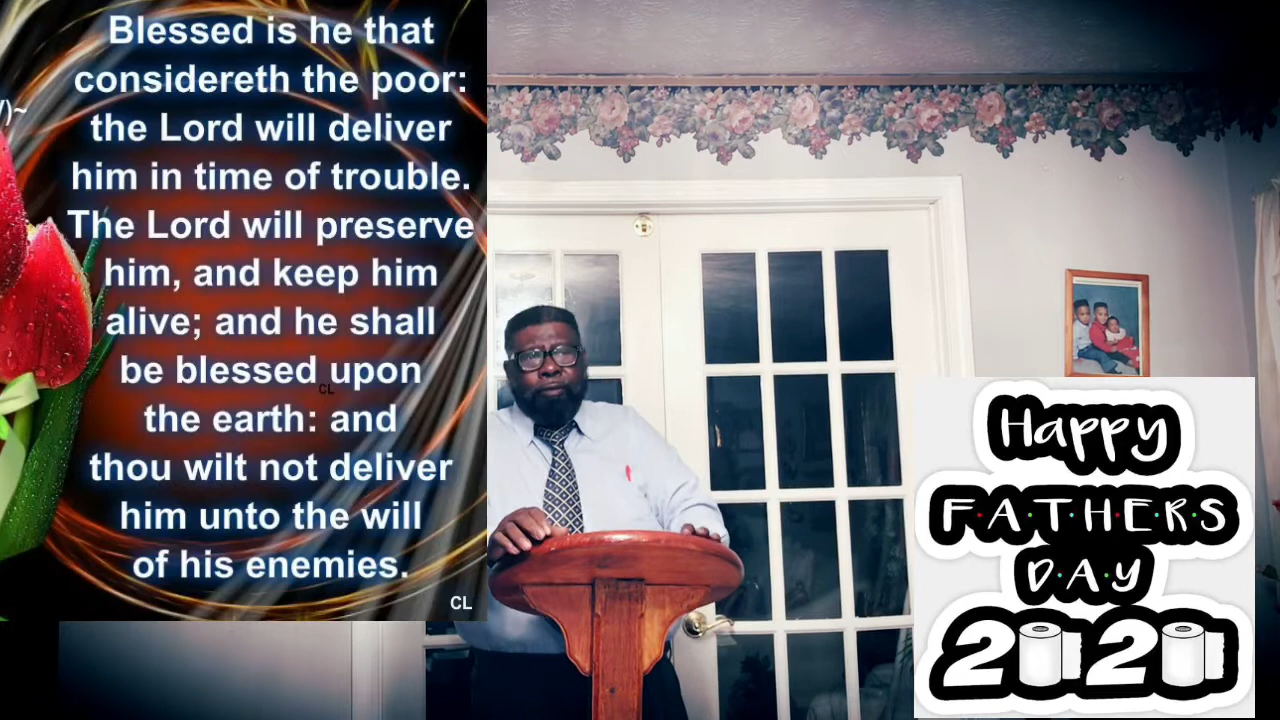 Blessed is he that
considereth the poor:
the Lord will deliver
him in time of trouble.
The Lord will preserve
him, and keep him
alive; and he shall
be blessed upon
the earth: and
thou wilt not deliver
him unto the will
of his enemies.
CL
CL
Happy
FATHERS
DAY
2020